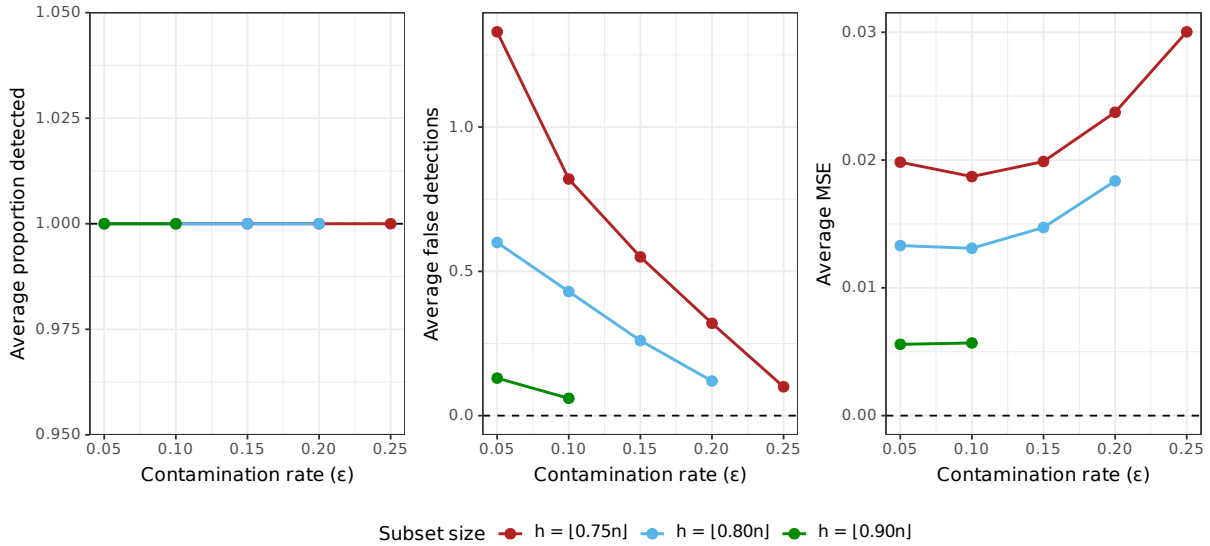 Average proportion detected
1.050
1.025
1.000
0.975
0.950
0.05 0.10 0.15 0.20 0.25
Contamination rate (ε)
Average false detections
1.0
0.5
0.0
0.05 0.10 0.15 0.20 0.25
Contamination rate (ε)
Average MSE
0.03
0.02
0.01
0.00
0.05 0.10 0.15 0.20 0.25
Contamination rate (ε)
Subset size h = ⌊0.75n⌋ h = ⌊0.80n⌋ h = ⌊0.90n⌋